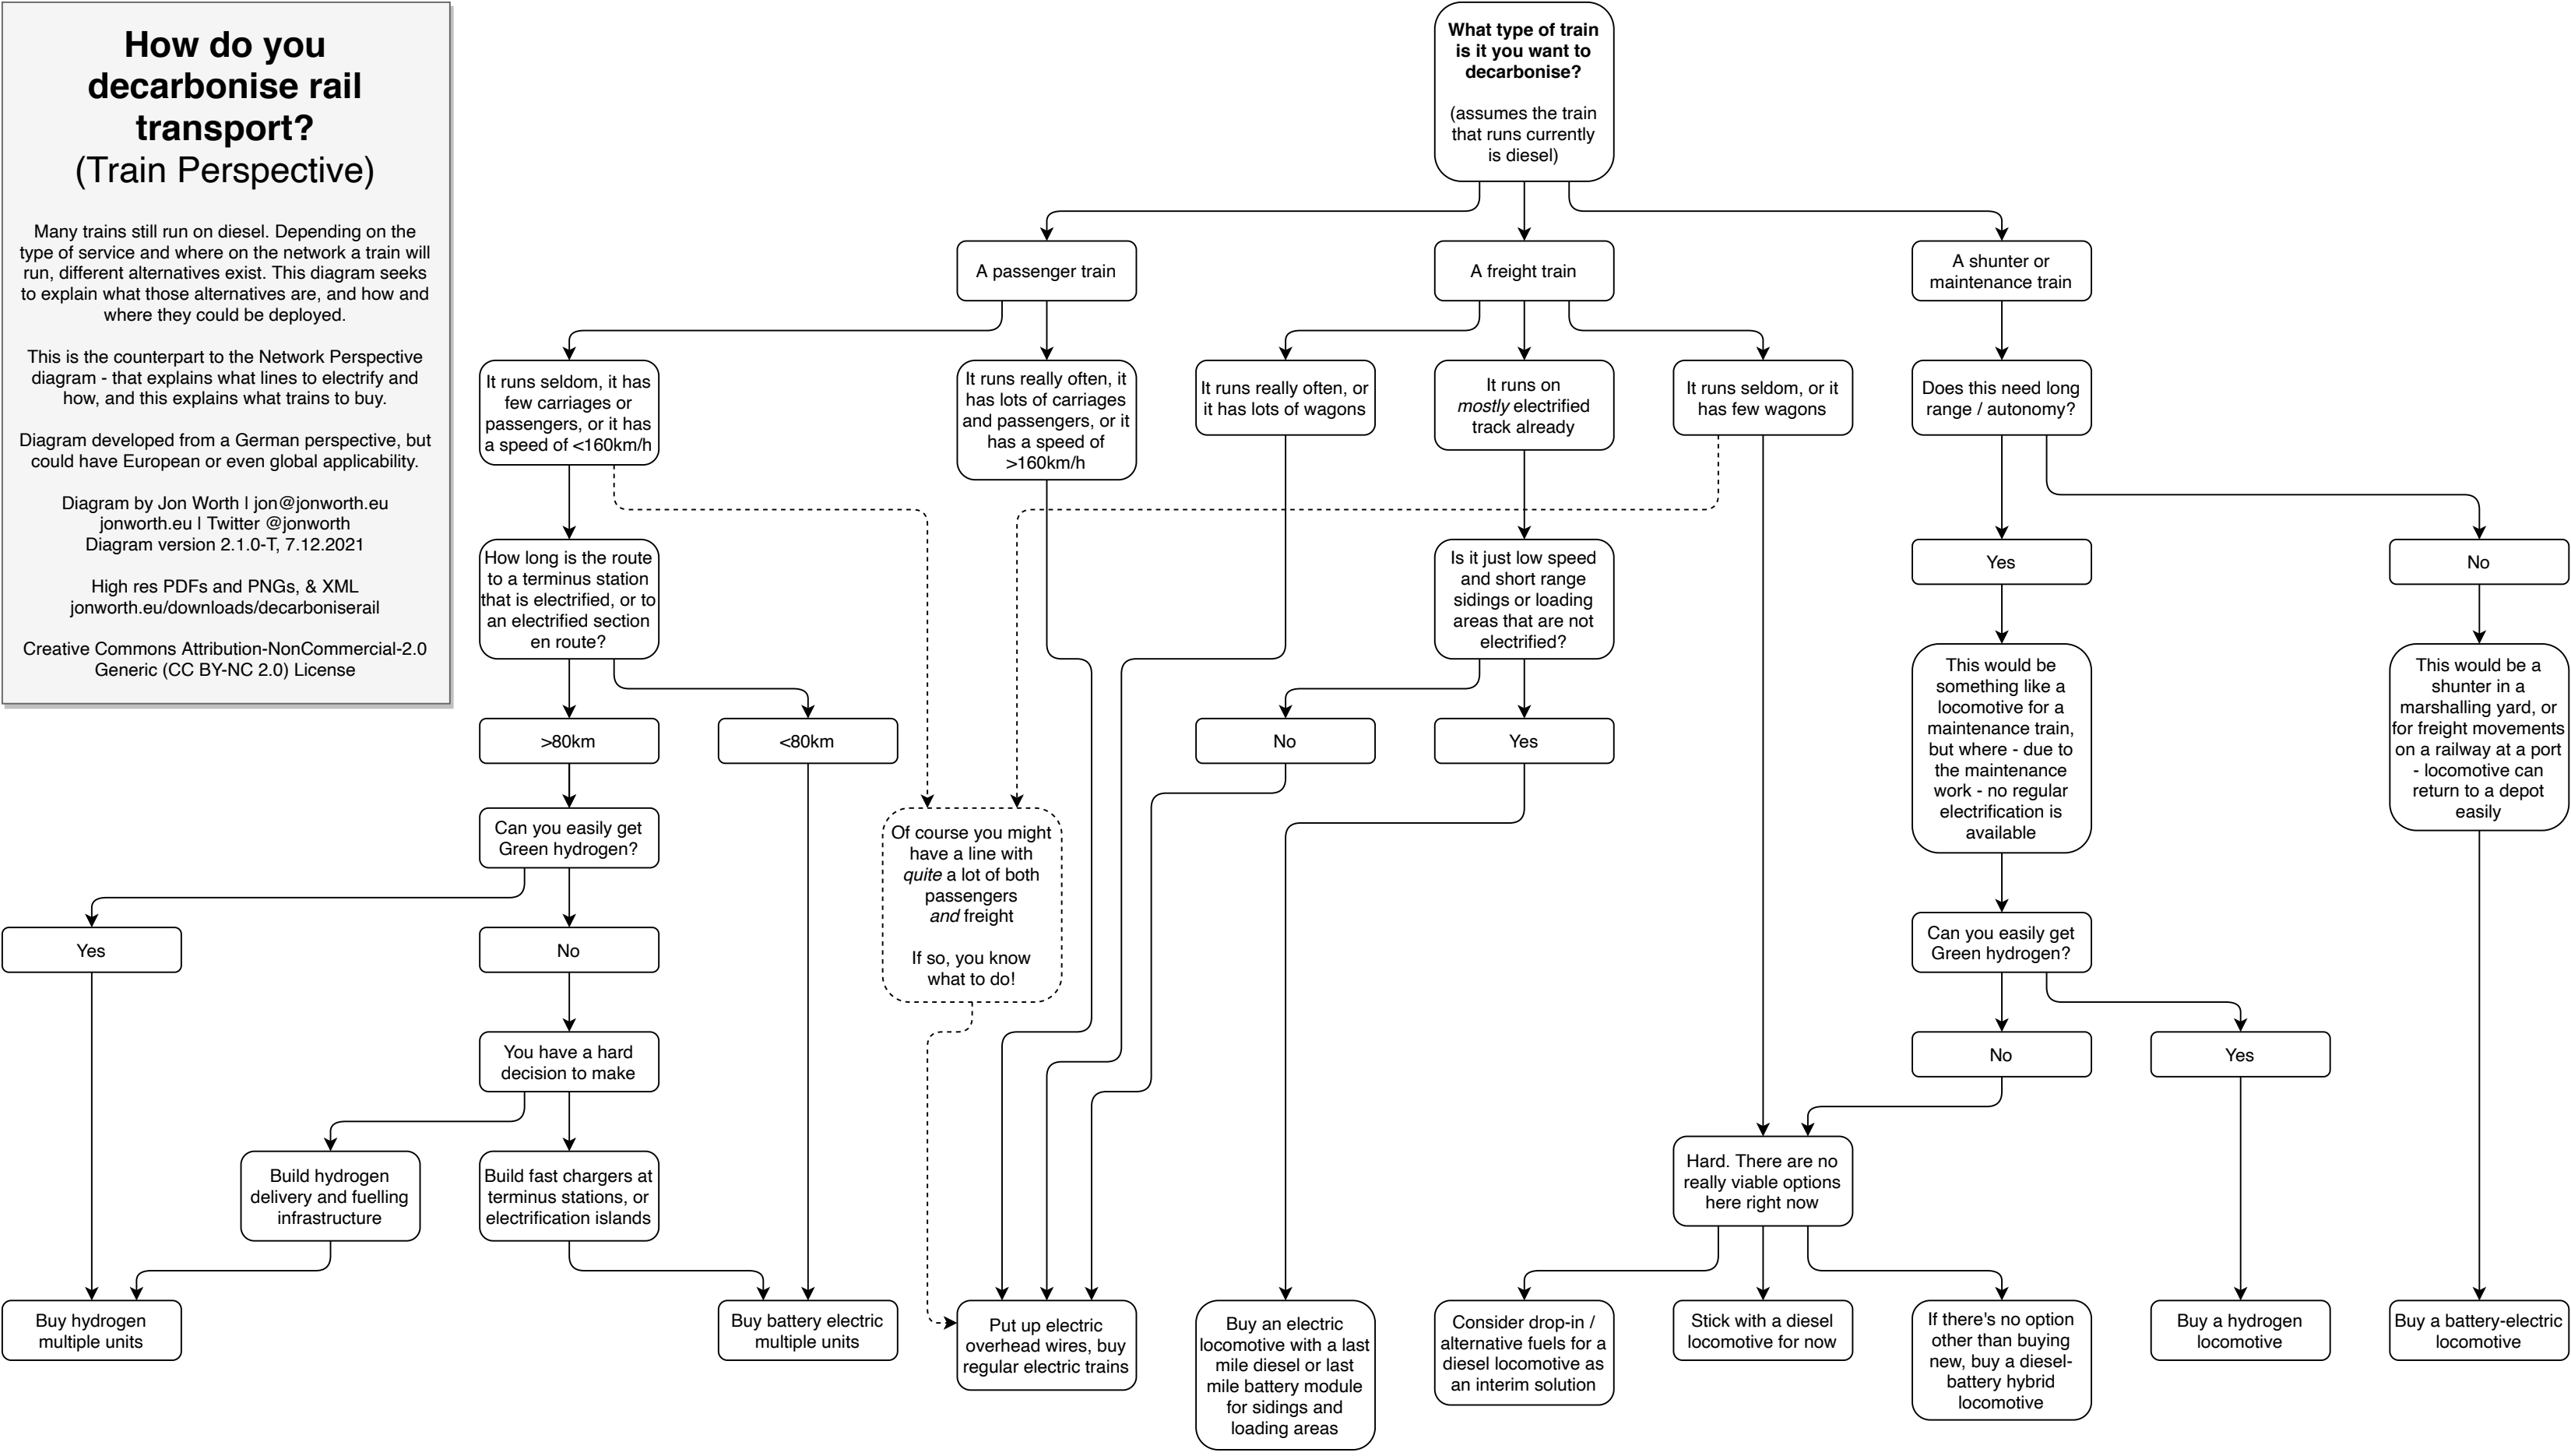 How do you
decarbonise rail
transport?
(Train Perspective)
Many trains still run on diesel. Depending on the
type of service and where on the network a train will
run, different alternatives exist. This diagram seeks
to explain what those alternatives are, and how and
where they could be deployed.
This is the counterpart to the Network Perspective
diagram - that explains what lines to electrify and
how, and this explains what trains to buy.
Diagram developed from a German perspective, but
could have European or even global applicability.
Diagram by Jon Worth | jon@jonworth.eu
jonworth.eu | Twitter @jonworth
Diagram version 2.1.0-T, 7.12.2021
High res PDFs and PNGs, & XML
jonworth.eu/downloads/decarboniserail
Creative Commons Attribution-NonCommercial-2.0
Generic (CC BY-NC 2.0) License
What type of train
is it you want to
decarbonise?
(assumes the train
that runs currently
is diesel)
A passenger train
A freight train
A shunter or
maintenance train
It runs seldom, it has
few carriages or
passengers, or it has
a speed of <160km/h
It runs really often, it
has lots of carriages
and passengers, or it
has a speed of
>160km/h
It runs really often, or
it has lots of wagons
It runs on
mostly electrified
track already
It runs seldom, or it
has few wagons
Does this need long
range / autonomy?
How long is the route
to a terminus station
that is electrified, or to
an electrified section
en route?
Is it just low speed
and short range
sidings or loading
areas that are not
electrified?
Yes
No
>80km
<80km
No
Yes
This would be
something like a
locomotive for a
maintenance train,
but where - due to
the maintenance
work - no regular
electrification is
available
This would be a
shunter in a
marshalling yard, or
for freight movements
on a railway at a port
- locomotive can
return to a depot
easily
Can you easily get
Green hydrogen?
Of course you might
have a line with
quite a lot of both
passengers
and freight
If so, you know
what to do!
Yes
No
Can you easily get
Green hydrogen?
You have a hard
decision to make
No
Yes
Build hydrogen
delivery and fuelling
infrastructure
Build fast chargers at
terminus stations, or
electrification islands
Hard. There are no
really viable options
here right now
Buy hydrogen
multiple units
Buy battery electric
multiple units
Put up electric
overhead wires, buy
regular electric trains
Buy an electric
locomotive with a last
mile diesel or last
mile battery module
for sidings and
loading areas
Consider drop-in /
alternative fuels for a
diesel locomotive as
an interim solution
Stick with a diesel
locomotive for now
If there's no option
other than buying
new, buy a diesel-
battery hybrid
locomotive
Buy a hydrogen
locomotive
Buy a battery-electric
locomotive